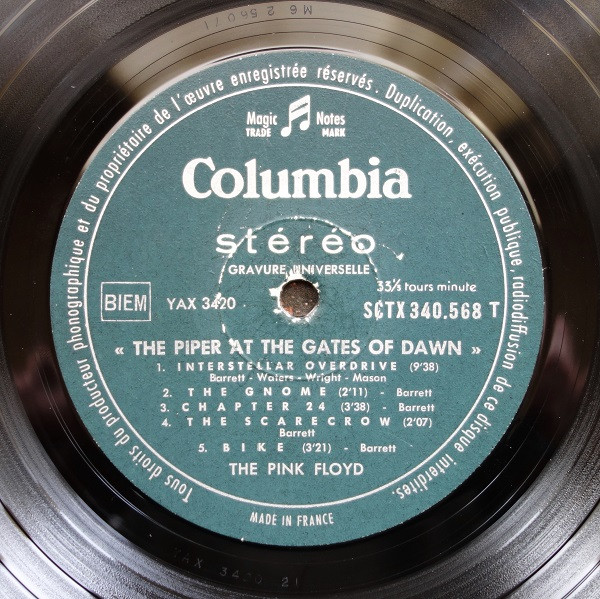 M6 256071
Tous droits du producteur phonographique et du propriétaire de l'œuvre enregistrée réservés. Duplication, exécution publique, radiodiffusion de ce disque interdites.
Magic Notes
TRADE MARK
Columbia
stéréo
GRAVURE UNIVERSELLE
33⅓ tours minute
BIEM YAX 3420 SCTX 340.568 T
« THE PIPER AT THE GATES OF DAWN »
1. INTERSTELLAR OVERDRIVE (9'38)
Barrett - Waters - Wright - Mason
2. THE GNOME (2'11) - Barrett
3. CHAPTER 24 (3'38) - Barrett
4. THE SCARECROW (2'07)
Barrett
5. BIKE (3'21) - Barrett
THE PINK FLOYD
MADE IN FRANCE
YAX 3420 21